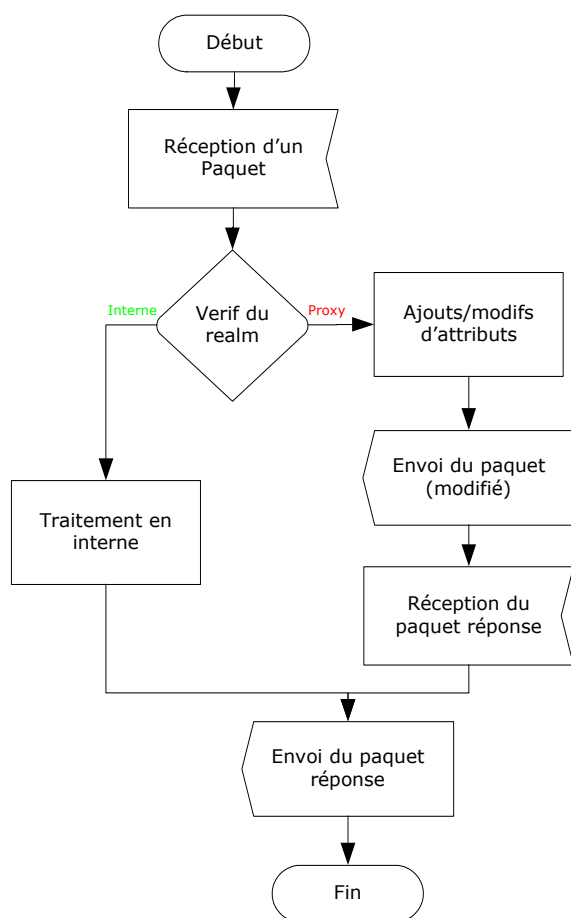 Début
Réception d’un
Paquet
Interne
Verif du
realm
Proxy
Ajouts/modifs
d’attributs
Envoi du paquet
(modifié)
Traitement en
interne
Réception du
paquet réponse
Envoi du paquet
réponse
Fin